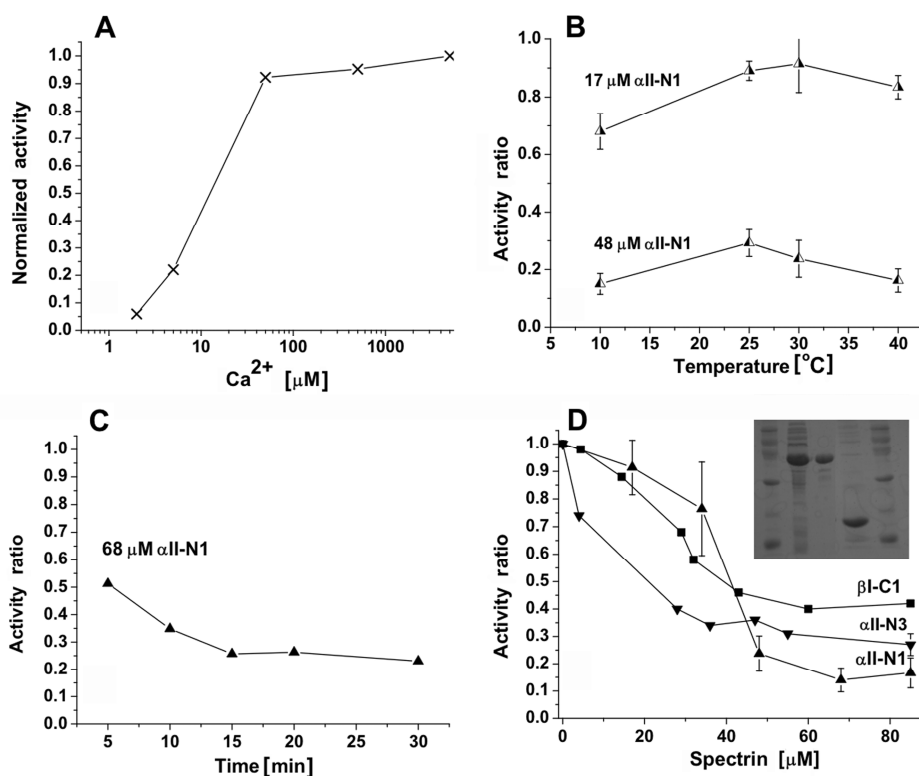 A
Normalized activity
1.0
0.9
0.8
0.7
0.6
0.5
0.4
0.3
0.2
0.1
0.0
1 10 100 1000
Ca2+ [μM]
B
Activity ratio
1.0
0.8
0.6
0.4
0.2
0.0
17 μM αII-N1
48 μM αII-N1
5 10 15 20 25 30 35 40
Temperature [oC]
C
Activity ratio
1.0
0.9
0.8
0.7
0.6
0.5
0.4
0.3
0.2
0.1
0.0
68 μM αII-N1
5 10 15 20 25 30
Time [min]
D
Activity ratio
1.0
0.9
0.8
0.7
0.6
0.5
0.4
0.3
0.2
0.1
0.0
βI-C1
αII-N3
αII-N1
0 20 40 60 80
Spectrin [μM]